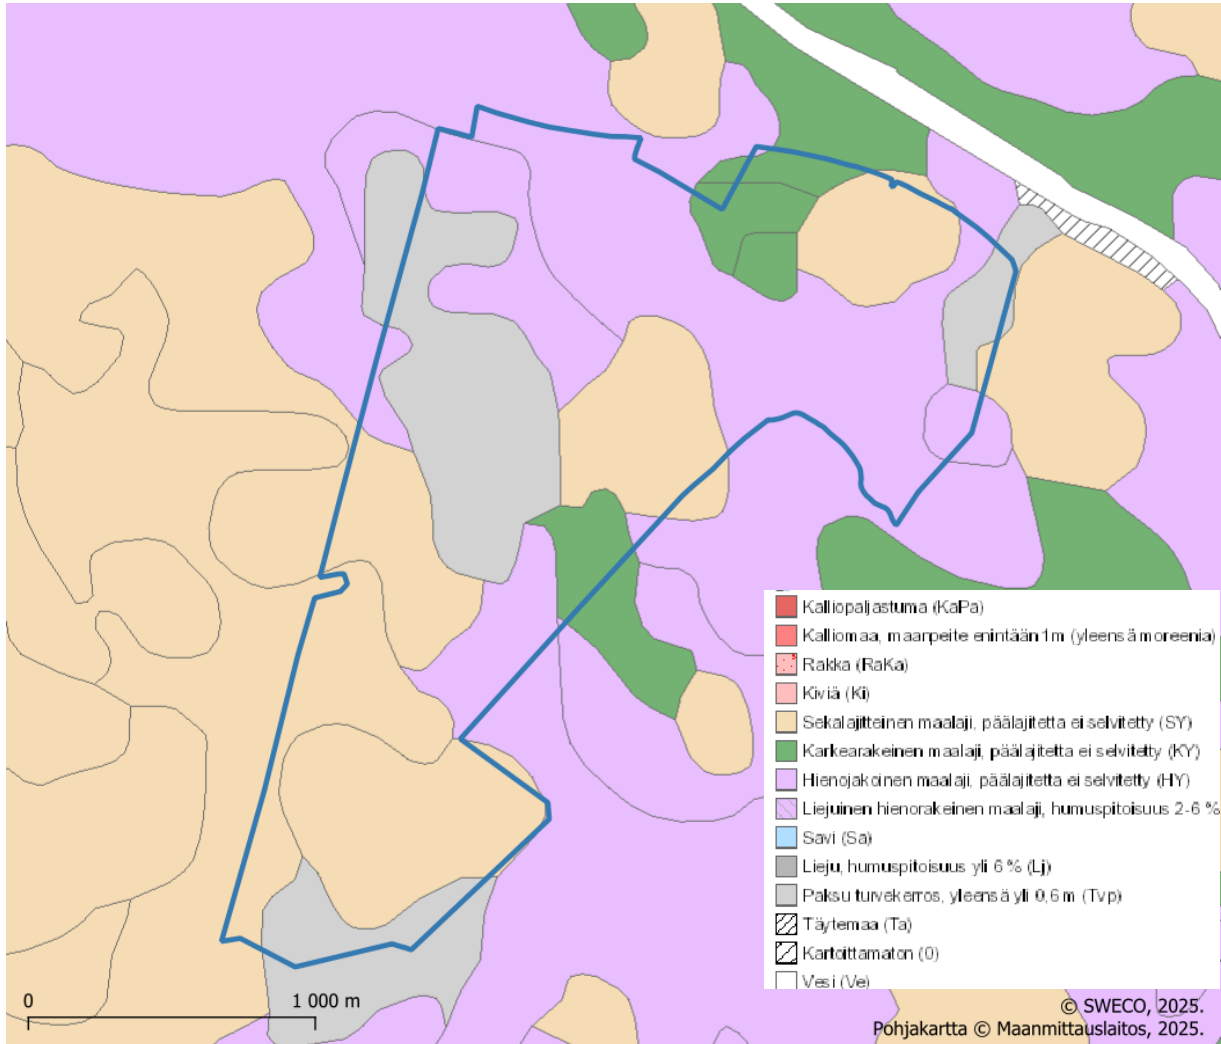 Kalliopaljastuma (KaPa)
Kalliomaa, maanpeite enintään 1m (yleensä moreenia)
Rakka (RaKa)
Kiviä (Ki)
Sekalajitteinen maalaji, päälajitetta ei selvitetty (SY)
Karkearakeinen maalaji, päälajitetta ei selvitetty (KY)
Hienojakoinen maalaji, päälajitetta ei selvitetty (HY)
Liejuinen hienorakeinen maalaji, humuspitoisuus 2-6 %
Savi (Sa)
Lieju, humuspitoisuus yli 6 % (Lj)
Paksu turvekerros, yleensä yli 0,6 m (Tvp)
Täytemaa (Ta)
Kartoittamaton (0)
Vesi (Ve)
0 1 000 m
© SWECO, 2025.
Pohjakartta © Maanmittauslaitos, 2025.